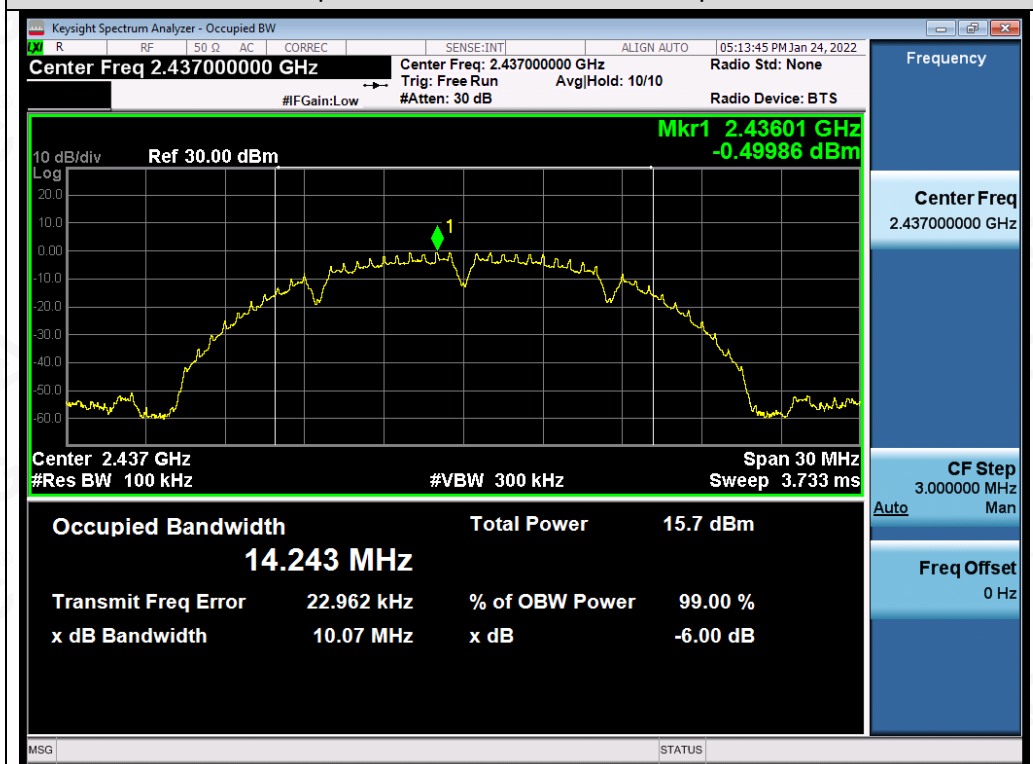 Keysight Spectrum Analyzer - Occupied BW
LXI R RF 50 Ω AC CORREC SENSE:INT ALIGN AUTO 05:13:45 PM Jan 24, 2022
Center Freq 2.437000000 GHz
Center Freq: 2.437000000 GHz Radio Std: None
Trig: Free Run Avg|Hold: 10/10
#IFGain:Low #Atten: 30 dB Radio Device: BTS
Mkr1 2.43601 GHz
-0.49986 dBm
10 dB/div Ref 30.00 dBm
Log
20.0
10.0
0.00
-10.0
-20.0
-30.0
-40.0
-50.0
-60.0
1
Center 2.437 GHz Span 30 MHz
#Res BW 100 kHz #VBW 300 kHz Sweep 3.733 ms
Occupied Bandwidth Total Power 15.7 dBm
14.243 MHz
Transmit Freq Error 22.962 kHz % of OBW Power 99.00 %
x dB Bandwidth 10.07 MHz x dB -6.00 dB
Frequency
Center Freq
2.437000000 GHz
CF Step
3.000000 MHz
Auto Man
Freq Offset
0 Hz
MSG STATUS